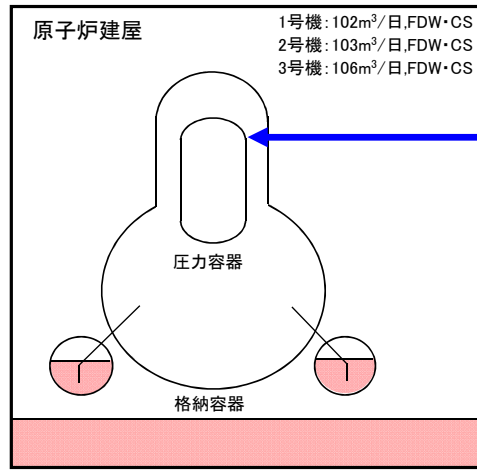 原子炉建屋
1号機:102m³/日,FDW・CS
2号機:103m³/日,FDW・CS
3号機:106m³/日,FDW・CS
圧力容器
格納容器